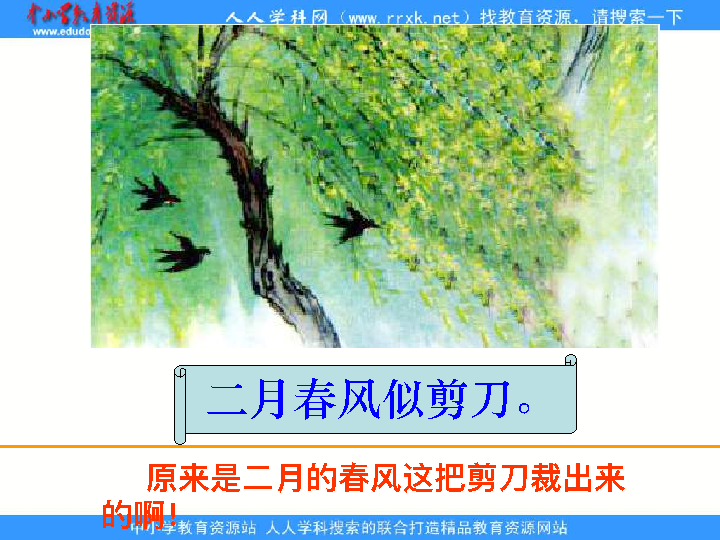 中小学教育资源
www.edudo
人人学科网（www.rrxk.net）找教育资源，请搜索一下
二月春风似剪刀。
原来是二月的春风这把剪刀裁出来
的啊！
中小学教育资源站 人人学科搜索的联合打造精品教育资源网站